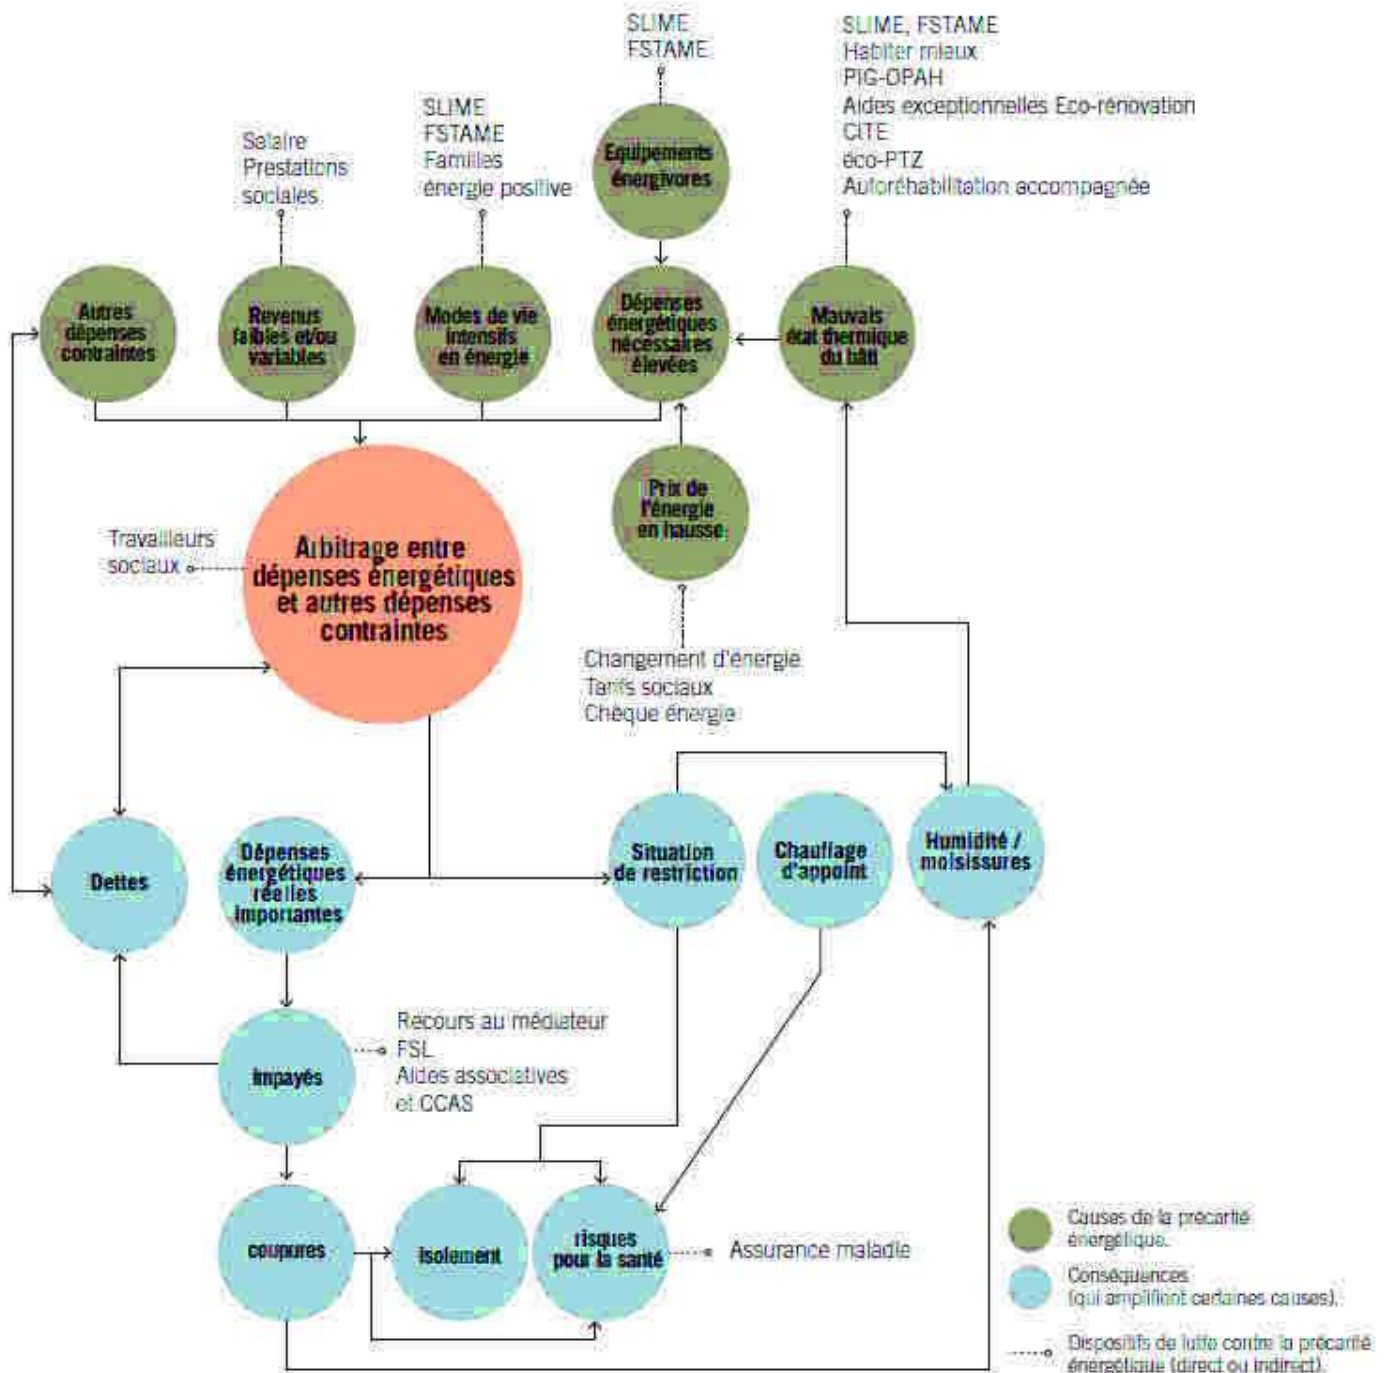 SLIME
FSTAME
SLIME, FSTAME
Habiter mieux
PIG-OPAH
Aides exceptionnelles Eco-rénovation
CITE
éco-PTZ
Autoréhabilitation accompagnée
SLIME
FSTAME
Familles
énergie positive
Salaire
Prestations
sociales
Equipements
énergivores
Autres
dépenses
contraintes
Revenus
faibles et/ou
variables
Modes de vie
intensifs
en énergie
Dépenses
énergétiques
nécessaires
élevées
Mauvais
état thermique
du bâti
Prix de
l'énergie
en hausse
Travailleurs
sociaux
Arbitrage entre
dépenses énergétiques
et autres dépenses
contraintes
Changement d'énergie
Tarifs sociaux
Chèque énergie
Dettes
Dépenses
énergétiques
réelles
importantes
Situation
de restriction
Chauffage
d'appoint
Humidité /
moisissures
Impayés
Recours au médiateur
FSL
Aides associatives
et CCAS
coupures
isolement
risques
pour la santé
Assurance maladie
Causes de la précarité
énergétique.
Conséquences
(qui amplifient certaines causes).
Dispositifs de lutte contre la précarité
énergétique (direct ou indirect).